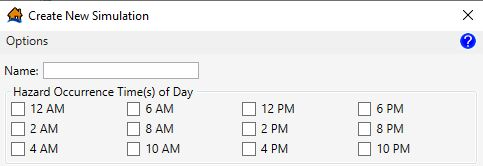 Create New Simulation
Options
Name:
Hazard Occurrence Time(s) of Day
12 AM 6 AM 12 PM 6 PM
2 AM 8 AM 2 PM 8 PM
4 AM 10 AM 4 PM 10 PM